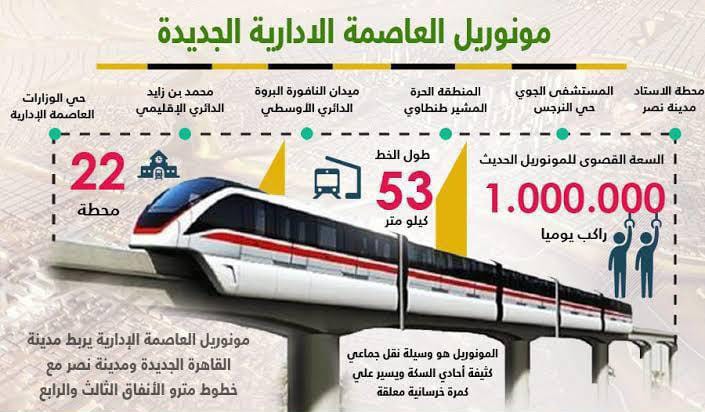 مونوريل العاصمة الادارية الجديدة
محطة الاستاد
مدينة نصر
المستشفى الجوي
حي النرجس
المنطقة الحرة
المشير طنطاوي
ميدان النافورة البروة
الدائري الأوسطي
محمد بن زايد
الدائري الإقليمي
حي الوزارات
العاصمة الإدارية
السعة القصوى للمونوريل الحديث
1.000.000
راكب يوميا
طول الخط
53
كيلو متر
22
محطة
المونوريل هو وسيلة نقل جماعي
كثيفة أحادي السكة ويسير علي
كمرة خرسانية معلقة
مونوريل العاصمة الإدارية يربط مدينة
القاهرة الجديدة ومدينة نصر مع
خطوط مترو الأنفاق الثالث والرابع